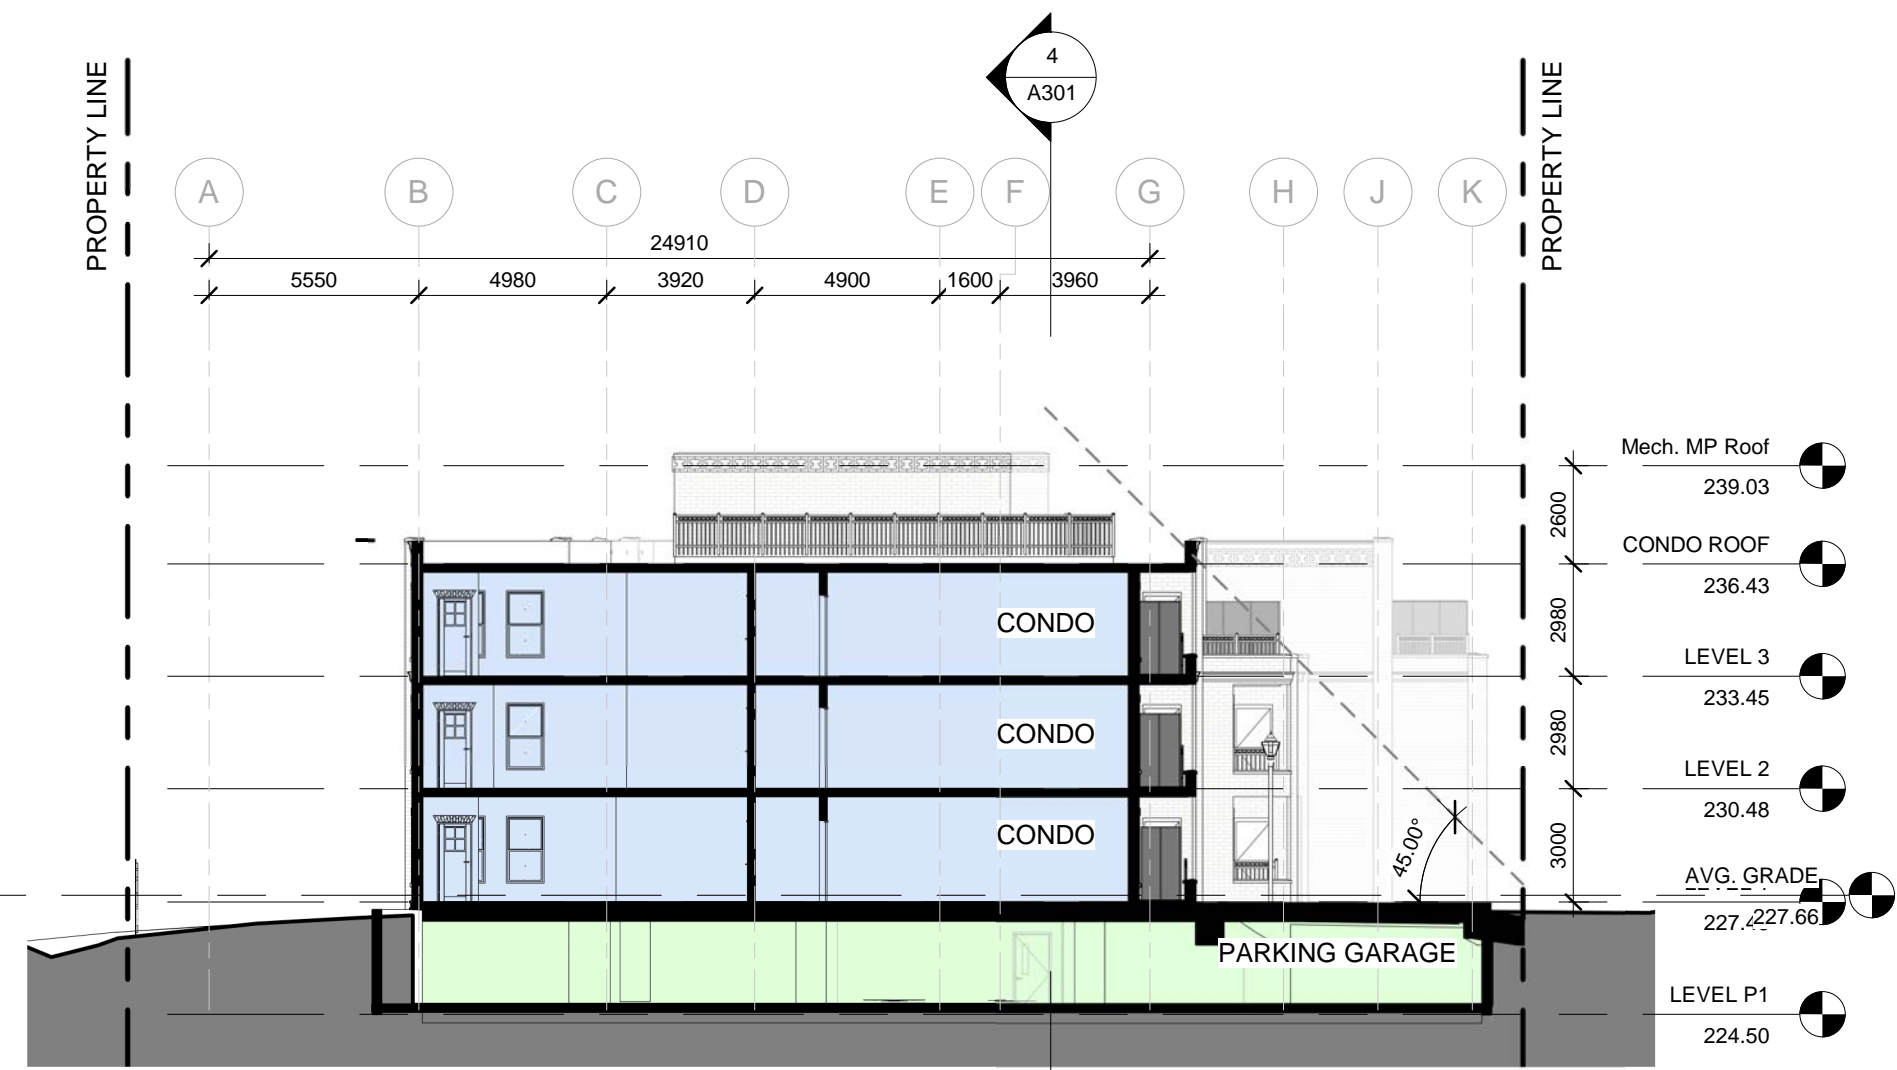 4
A301
PROPERTY LINE
PROPERTY LINE
A B C D E F G H J K
24910
5550 4980 3920 4900 1600 3960
Mech. MP Roof
239.03
2600
CONDO ROOF
236.43
2980
CONDO
LEVEL 3
233.45
2980
CONDO
LEVEL 2
230.48
3000
CONDO
45.00°
AVG. GRADE
227.66
PARKING GARAGE
LEVEL P1
224.50